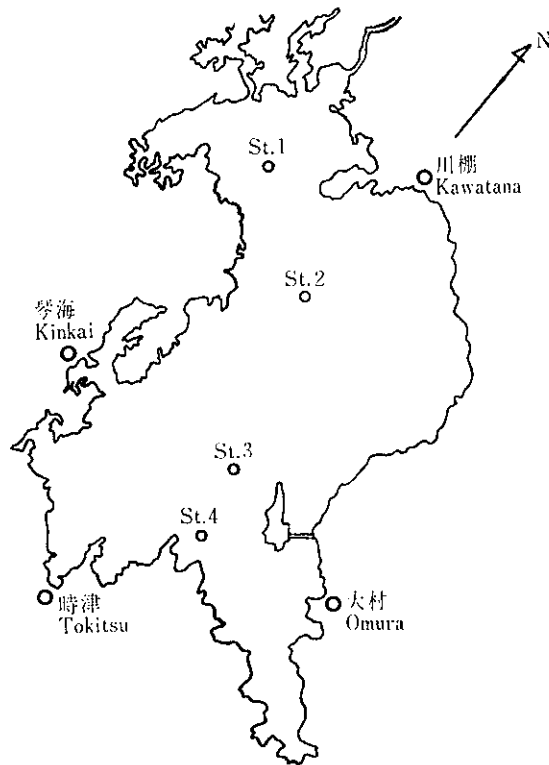 N
St.1
川棚
Kawatana
St.2
琴海
Kinkai
St.3
St.4
時津
Tokitsu
大村
Omura